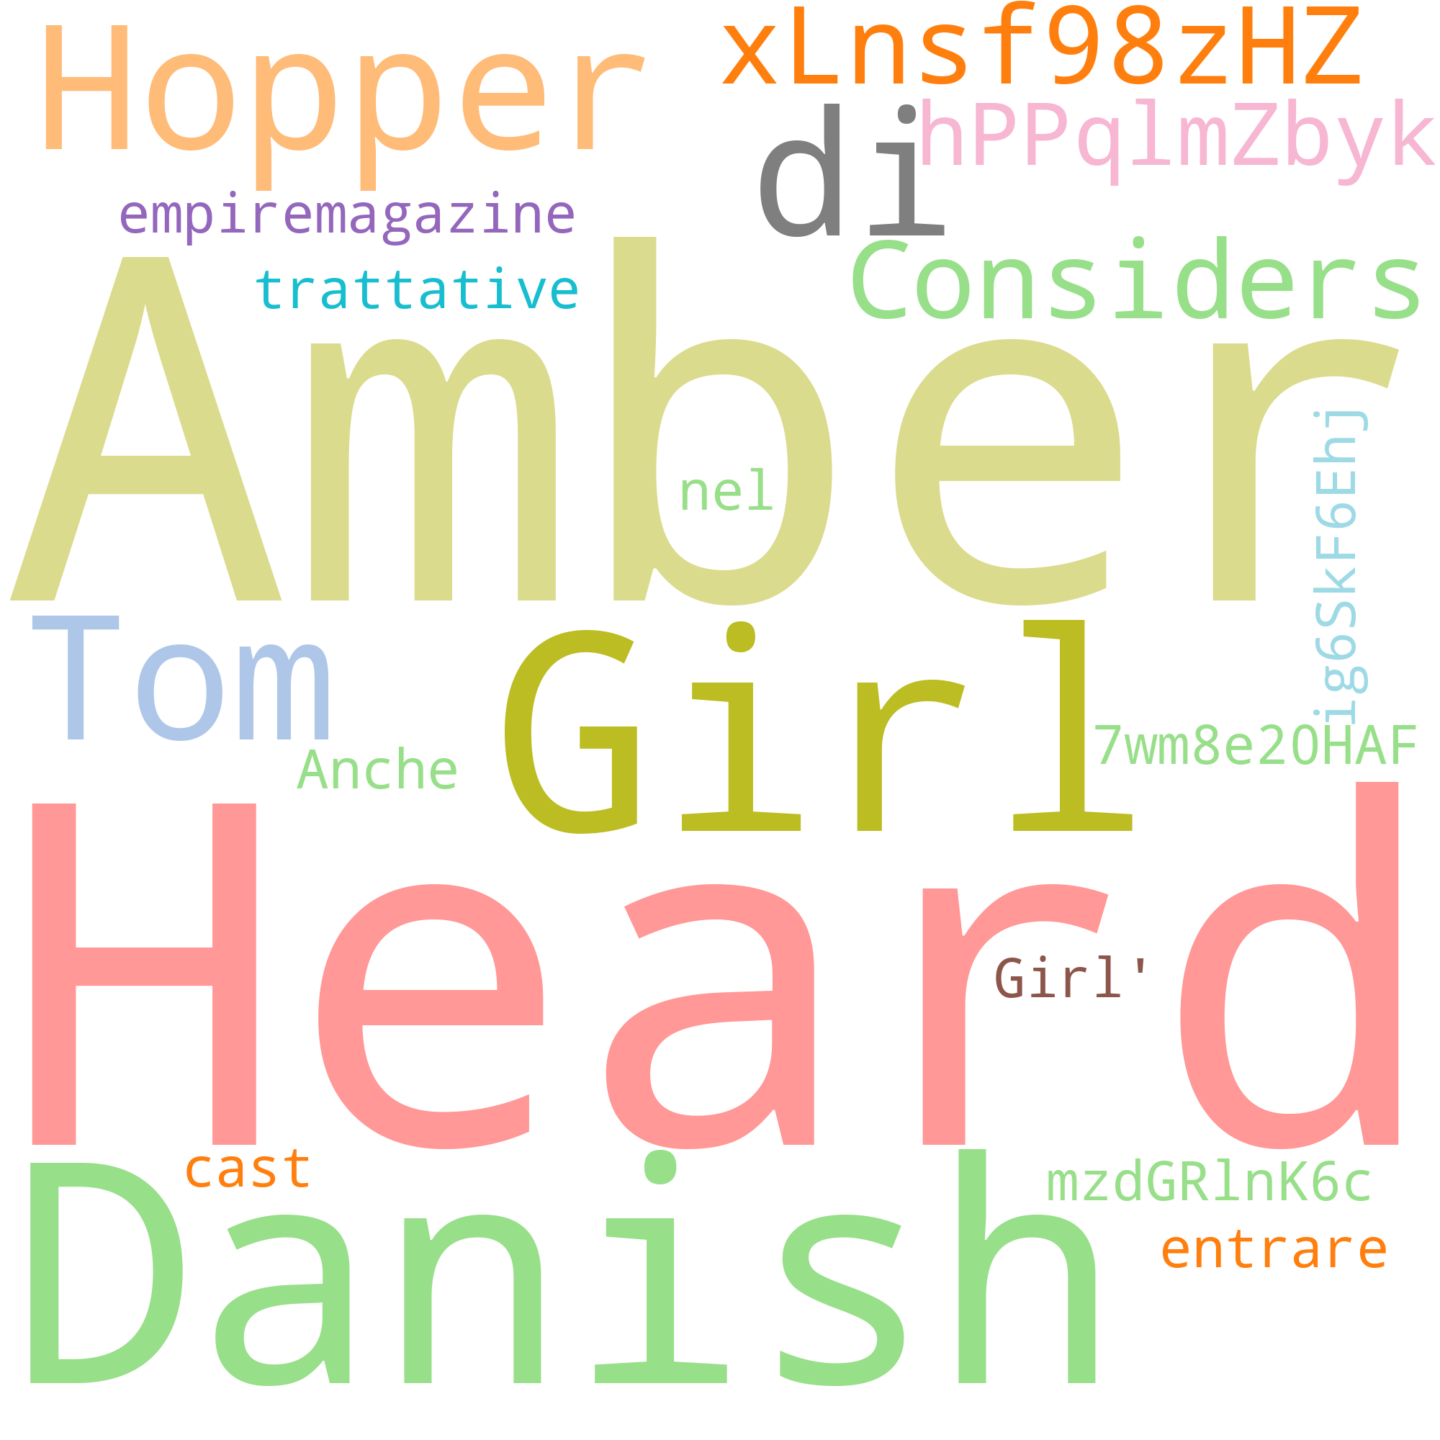 Hopper
xLnsf98zHZ
di
hPPqlmZbyk
empiremagazine
Considers
trattative
Amber
nel
ig6SkF6Ehj
Tom
Girl
7wm8e2OHAF
Anche
Heard
Girl'
cast
Danish
mzdGRlnK6c
entrare